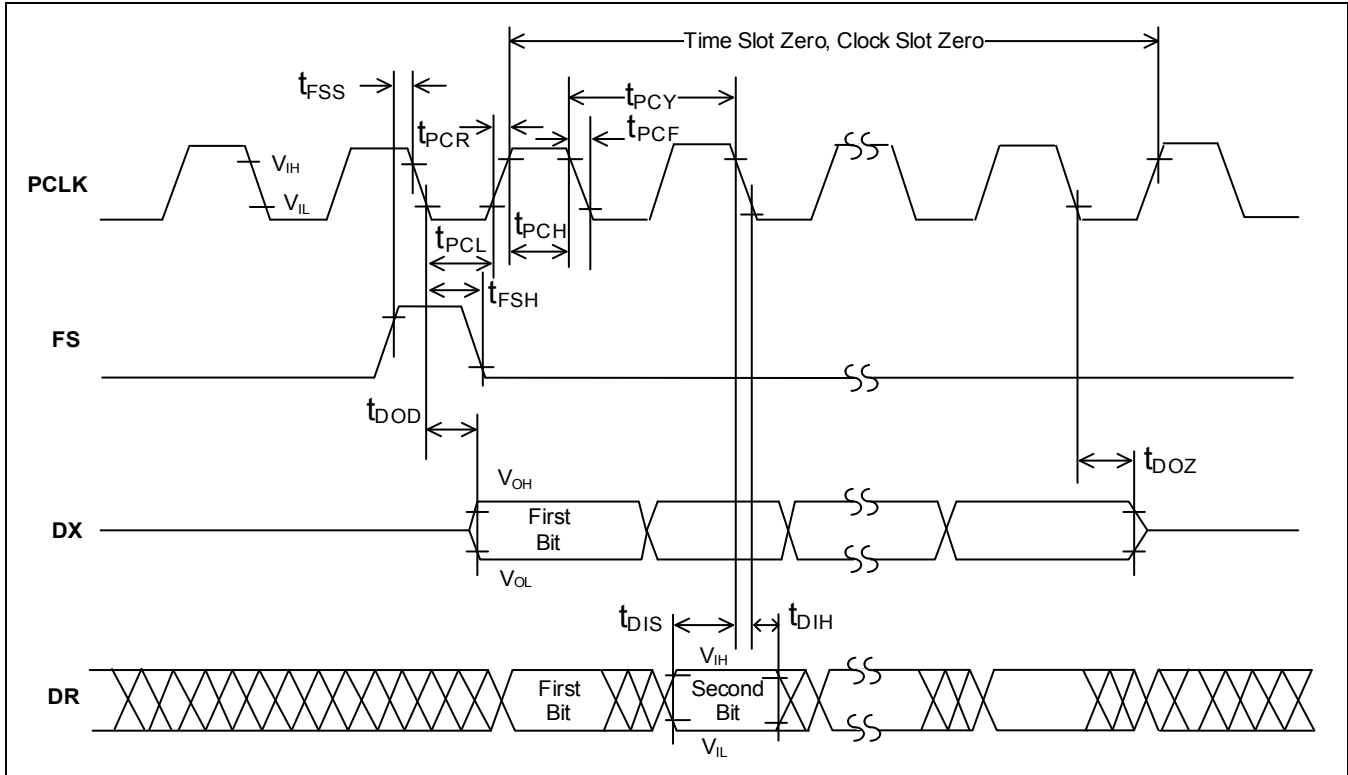 Time Slot Zero, Clock Slot Zero
tFSS
tPCY
tPCR
tPCF
VIH
PCLK
VIL
tPCL
tPCH
tFSH
FS
tDOD
tDOZ
VOH
DX
First
Bit
VOL
tDIS
tDIH
VIH
DR
First
Bit
Second
Bit
VIL